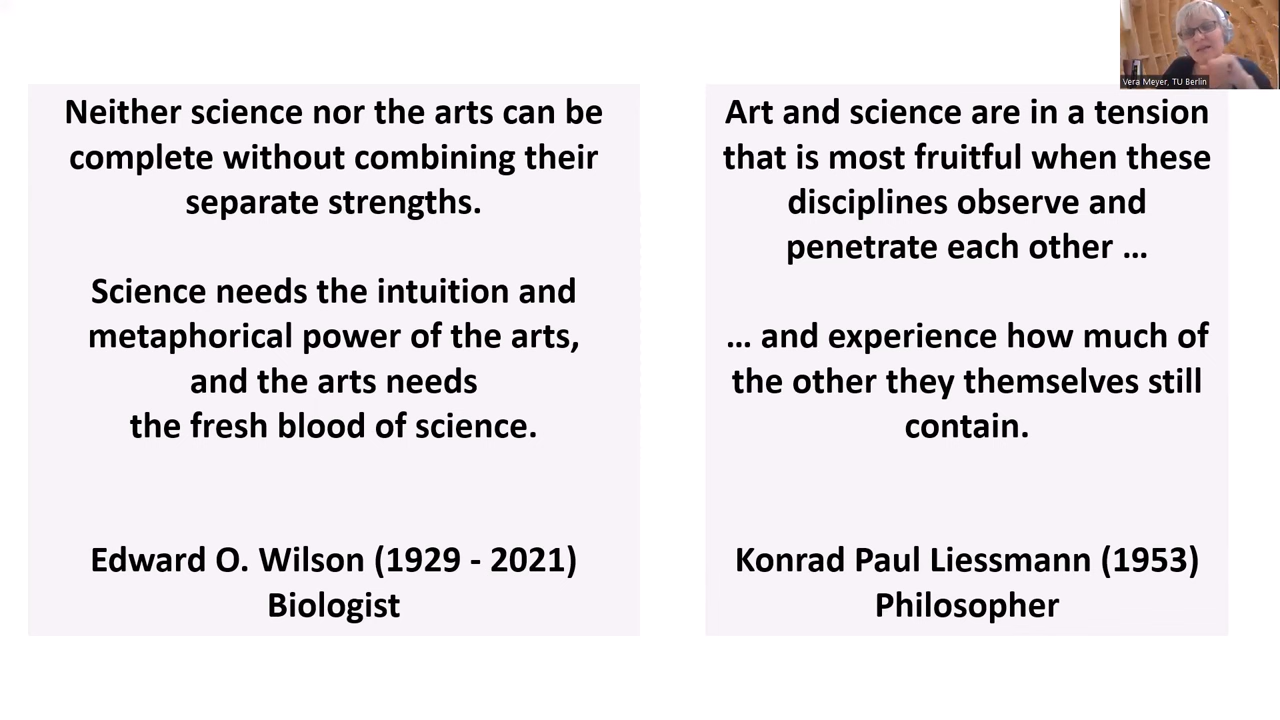 Neither science nor the arts can be
complete without combining their
separate strengths.
Science needs the intuition and
metaphorical power of the arts,
and the arts needs
the fresh blood of science.
Edward O. Wilson (1929 - 2021)
Biologist
Art and science are in a tension
that is most fruitful when these
disciplines observe and
penetrate each other …
… and experience how much of
the other they themselves still
contain.
Konrad Paul Liessmann (1953)
Philosopher
Vera Meyer, TU Berlin